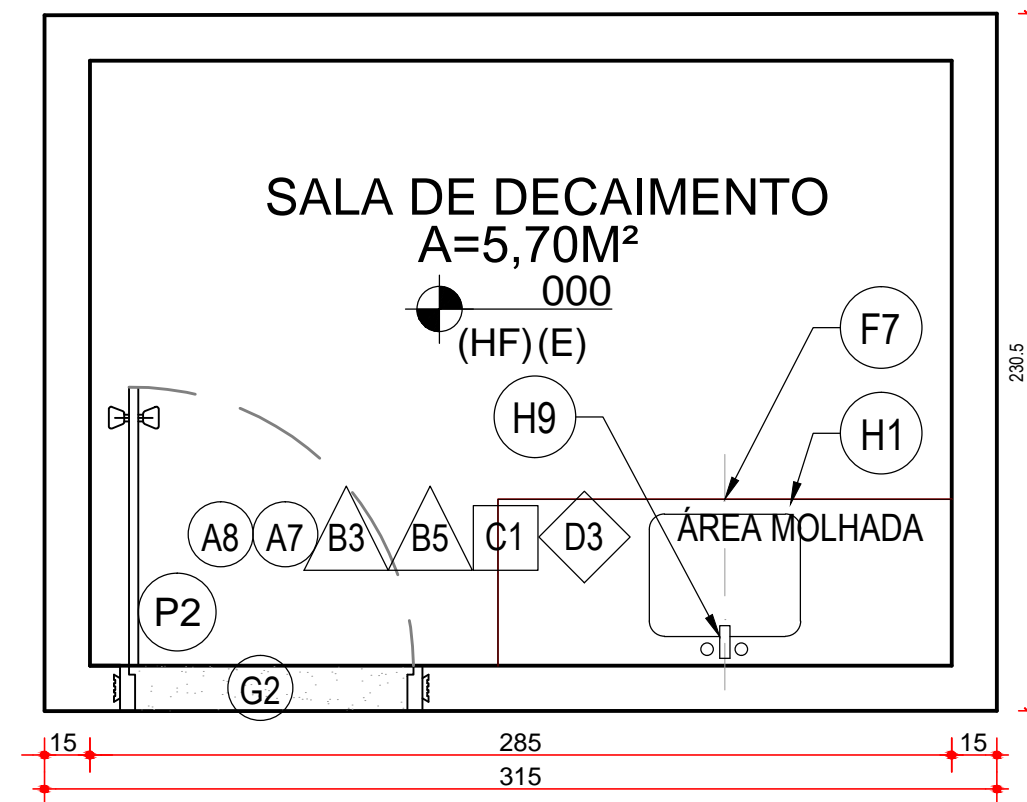 SALA DE DECAIMENTO
A=5,70M²
000
(HF)(E)
F7
230.5
H9
H1
ÁREA MOLHADA
A8
A7
B3
B5
C1
D3
P2
G2
15
285
15
315